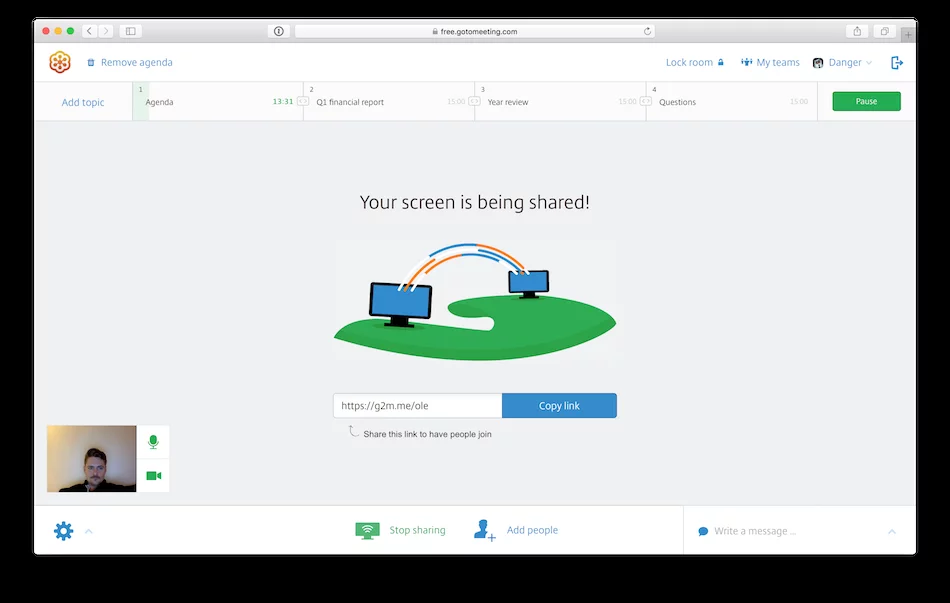 free.gotomeeting.com
Remove agenda
Lock room
My teams
Danger
Add topic
1
Agenda
13:31
2
Q1 financial report
15:00
3
Year review
15:00
4
Questions
15:00
Pause
Your screen is being shared!
https://g2m.me/ole
Copy link
Share this link to have people join
Stop sharing
Add people
Write a message ...